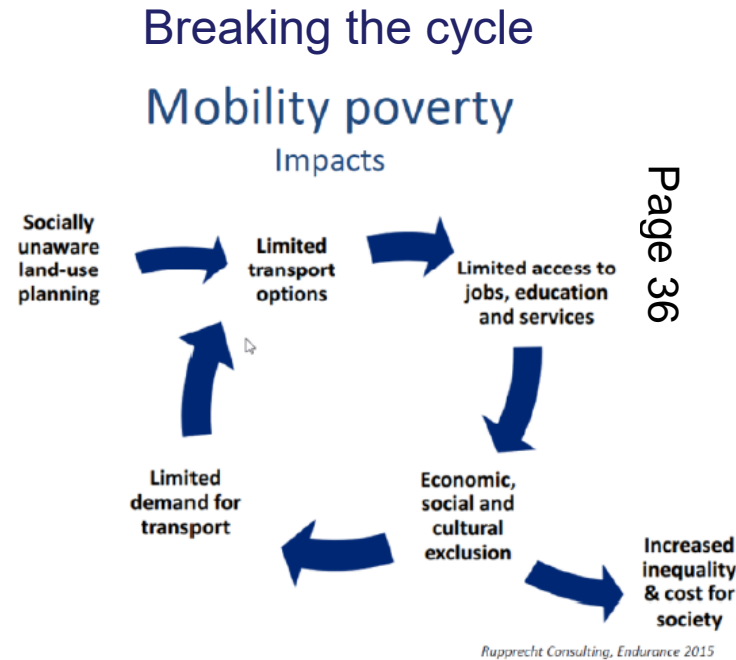 Breaking the cycle
Mobility poverty
Impacts
Page 36
Socially
unaware
land-use
planning
Limited
transport
options
Limited access to
jobs, education
and services
Limited
demand for
transport
Economic,
social and
cultural
exclusion
Increased
inequality
& cost for
society
Rupprecht Consulting, Endurance 2015